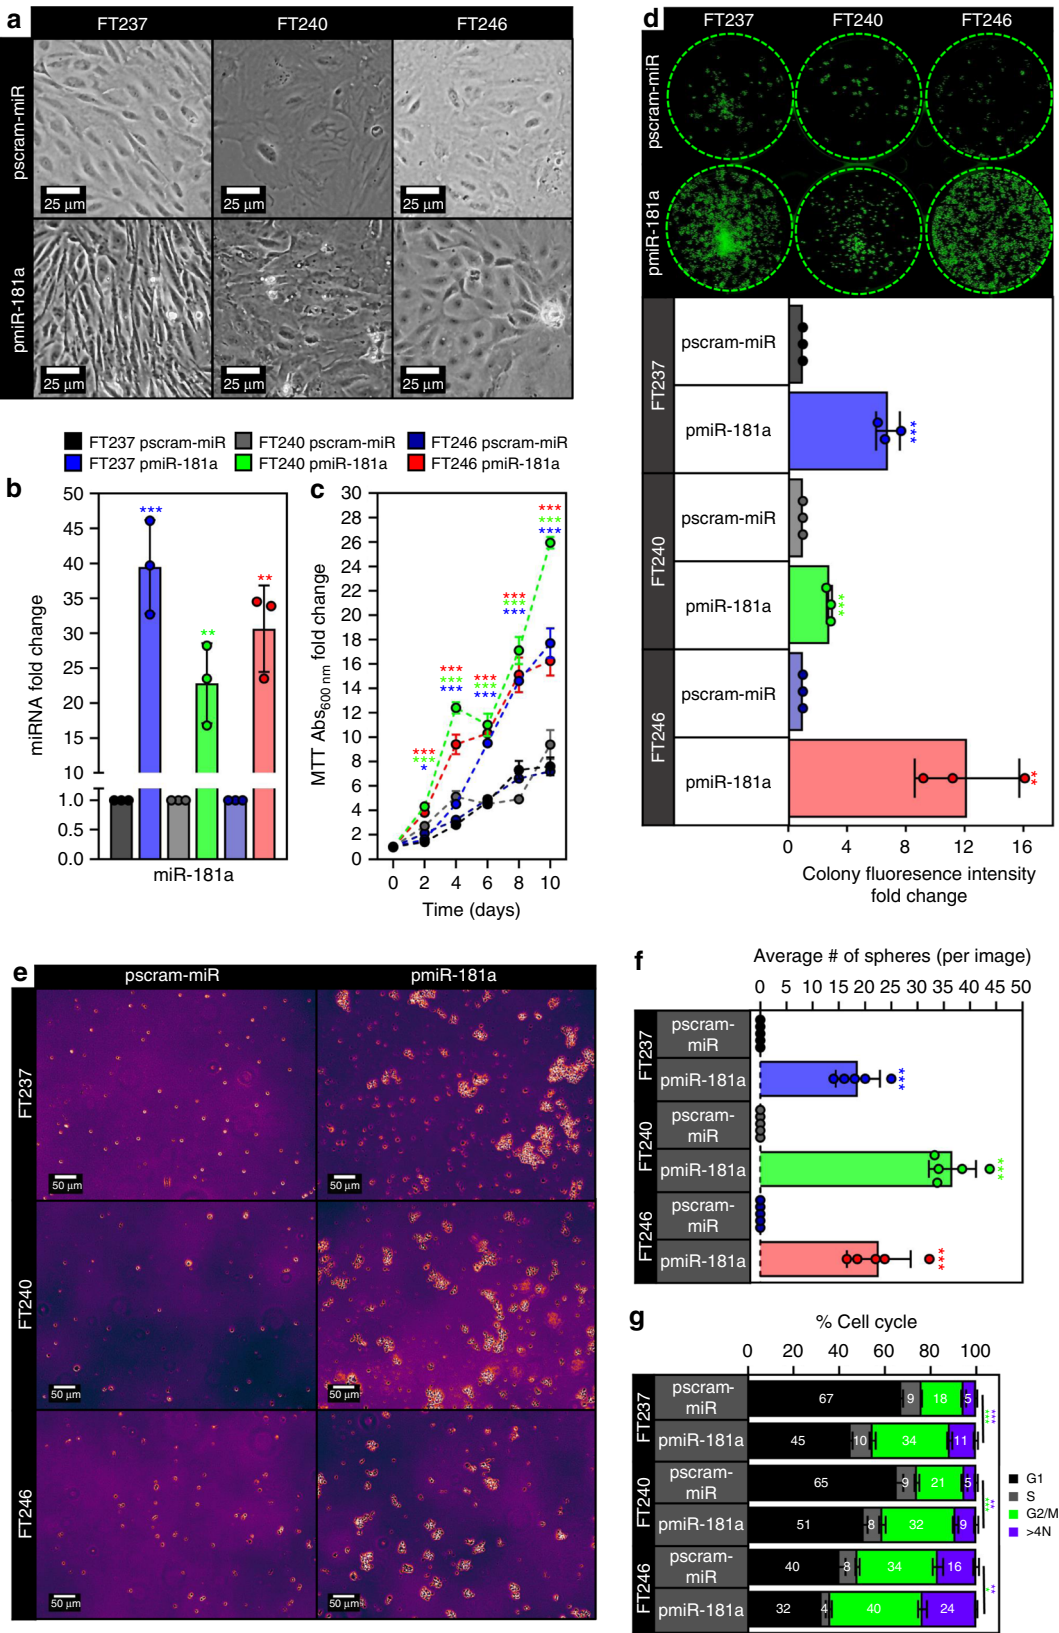 a
FT237 FT240 FT246
pscram-miR
25 μm 25 μm 25 μm
pmiR-181a
25 μm 25 μm 25 μm
FT237 pscram-miR FT240 pscram-miR FT246 pscram-miR
FT237 pmiR-181a FT240 pmiR-181a FT246 pmiR-181a
b
miRNA fold change
50
45
40
35
30
25
20
15
10
1.0
0.5
0.0
*** ** **
miR-181a
c
MTT Abs600 nm fold change
30
28
26
24
22
20
18
16
14
12
10
8
6
4
2
0
***
***
*
***
***
***
***
***
***
***
***
***
***
***
***
0 2 4 6 8 10
Time (days)
d
FT237 FT240 FT246
pscram-miR
pmiR-181a
FT237
pscram-miR
pmiR-181a
***
FT240
pscram-miR
pmiR-181a
***
FT246
pscram-miR
pmiR-181a
**
0 4 8 12 16
Colony fluoresence intensity
fold change
e
pscram-miR pmiR-181a
FT237
50 μm 50 μm
FT240
50 μm 50 μm
FT246
50 μm 50 μm
f
Average # of spheres (per image)
0 5 10 15 20 25 30 35 40 45 50
FT237
pscram-
miR
pmiR-181a
***
FT240
pscram-
miR
pmiR-181a
***
FT246
pscram-
miR
pmiR-181a
***
g
% Cell cycle
0 20 40 60 80 100
FT237
pscram-
miR
67 9 18 5
pmiR-181a
45 10 34 11
*** ***
FT240
pscram-
miR
65 9 21 5
pmiR-181a
51 8 32 9
*** **
FT246
pscram-
miR
40 8 34 16
pmiR-181a
32 4 40 24
* **
G1
S
G2/M
>4N